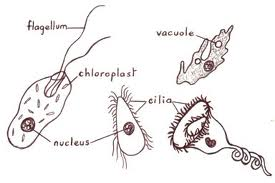 flagellum
vacuole
chloroplast
cilia
nucleus